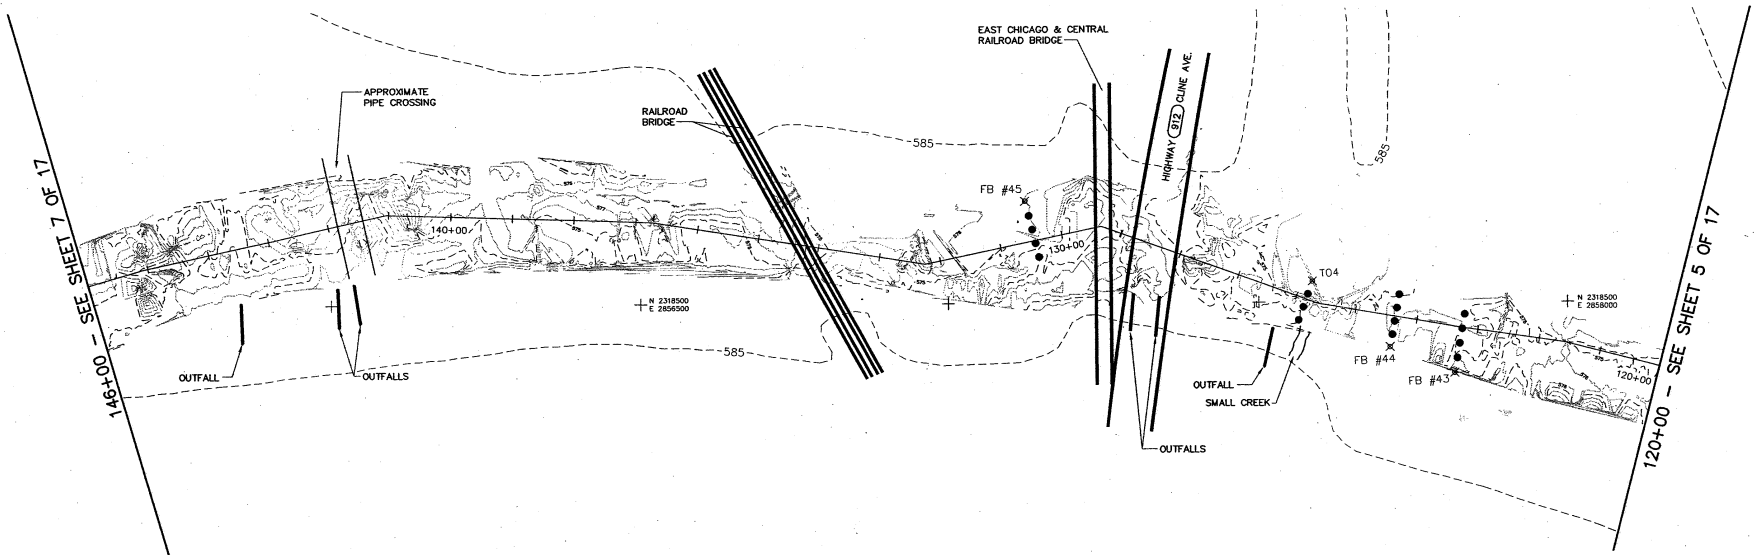 EAST CHICAGO & CENTRAL
RAILROAD BRIDGE
APPROXIMATE
PIPE CROSSING
RAILROAD
BRIDGE
HIGHWAY 912 CLINE AVE.
585
585
146+00 - SEE SHEET 7 OF 17
FB #45
140+00
130+00
T04
N 2318500
E 2856500
N 2318500
E 2858000
120+00 - SEE SHEET 5 OF 17
585
FB #44
FB #43
120+00
OUTFALL
OUTFALLS
OUTFALL
SMALL CREEK
OUTFALLS